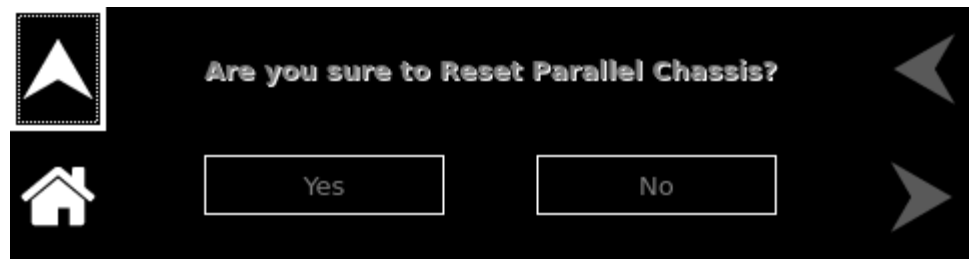 Are you sure to Reset Parallel Chassis?
Yes No